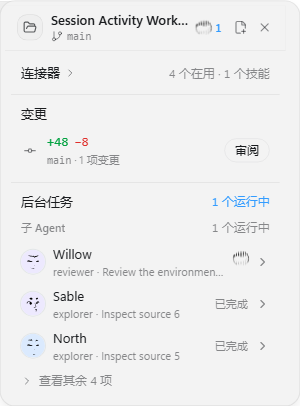 Session Activity Work...
main
1
连接器
4 个在用 · 1 个技能
变更
+48 −8
main · 1 项变更
审阅
后台任务
1 个运行中
子 Agent
1 个运行中
Willow
reviewer · Review the environmen...
Sable
explorer · Inspect source 6
已完成
North
explorer · Inspect source 5
已完成
查看其余 4 项